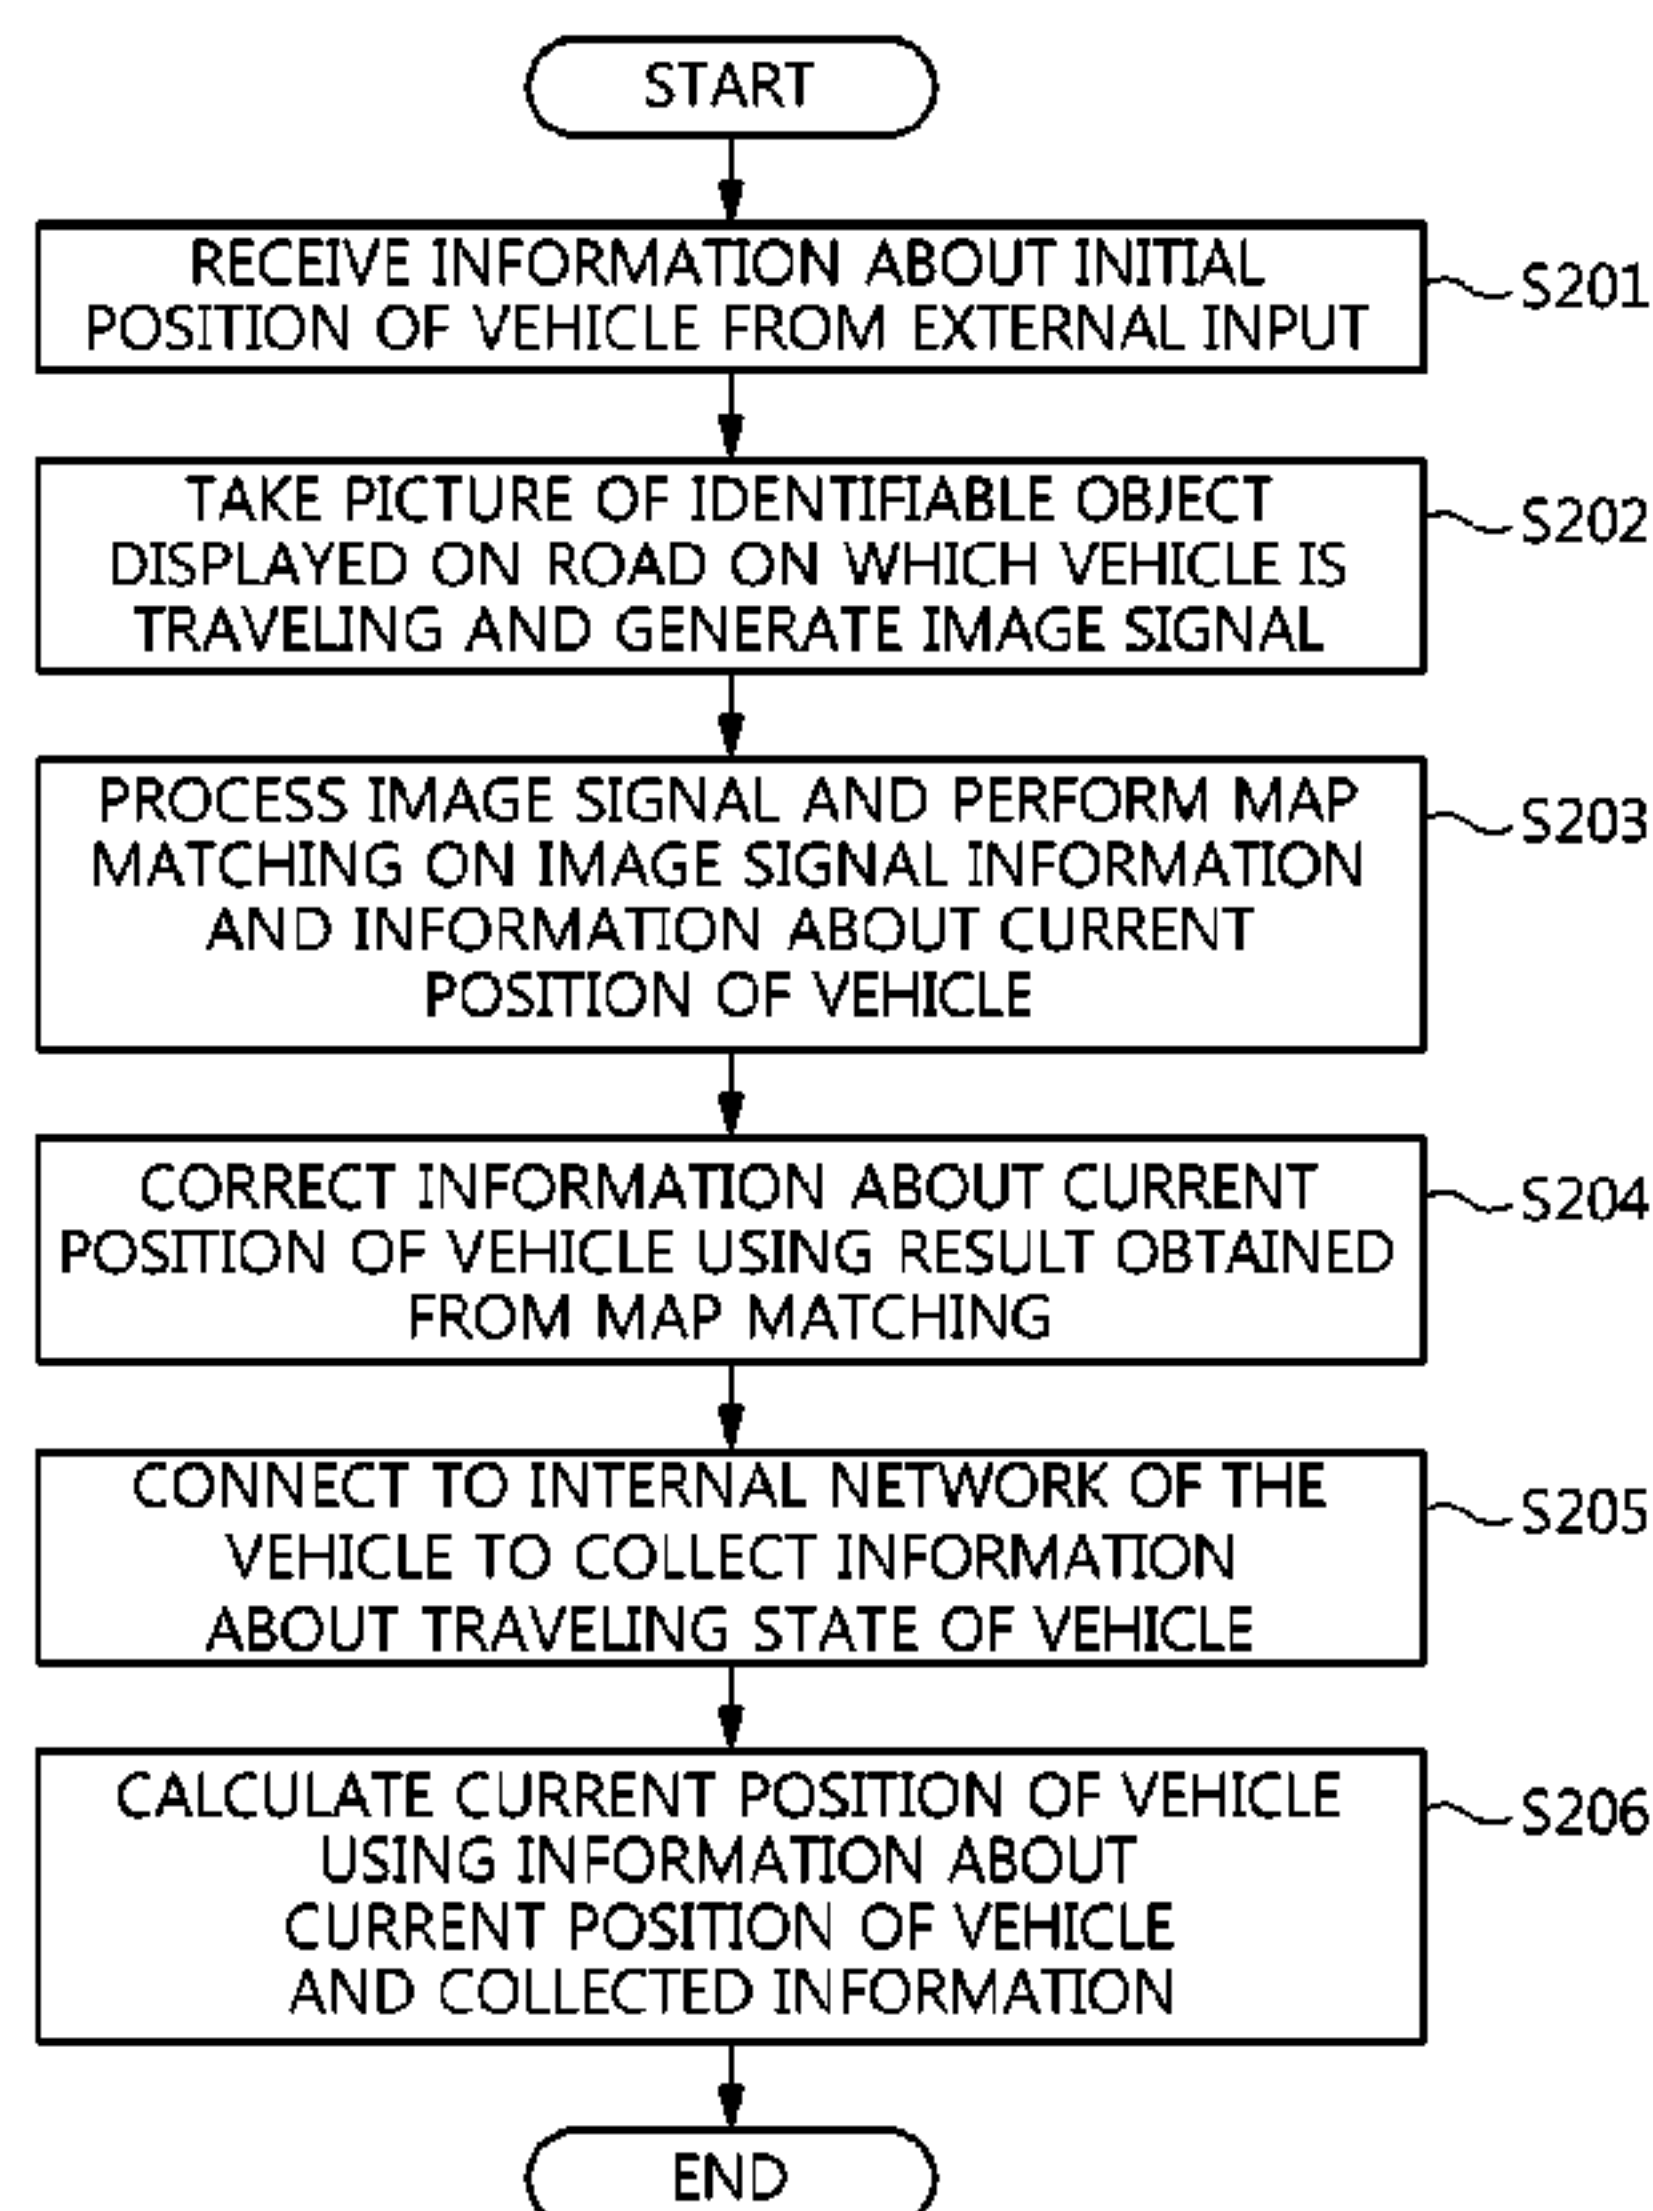 START
RECEIVE INFORMATION ABOUT INITIAL
POSITION OF VEHICLE FROM EXTERNAL INPUT
S201
TAKE PICTURE OF IDENTIFIABLE OBJECT
DISPLAYED ON ROAD ON WHICH VEHICLE IS
TRAVELING AND GENERATE IMAGE SIGNAL
S202
PROCESS IMAGE SIGNAL AND PERFORM MAP
MATCHING ON IMAGE SIGNAL INFORMATION
AND INFORMATION ABOUT CURRENT
POSITION OF VEHICLE
S203
CORRECT INFORMATION ABOUT CURRENT
POSITION OF VEHICLE USING RESULT OBTAINED
FROM MAP MATCHING
S204
CONNECT TO INTERNAL NETWORK OF THE
VEHICLE TO COLLECT INFORMATION
ABOUT TRAVELING STATE OF VEHICLE
S205
CALCULATE CURRENT POSITION OF VEHICLE
USING INFORMATION ABOUT
CURRENT POSITION OF VEHICLE
AND COLLECTED INFORMATION
S206
END